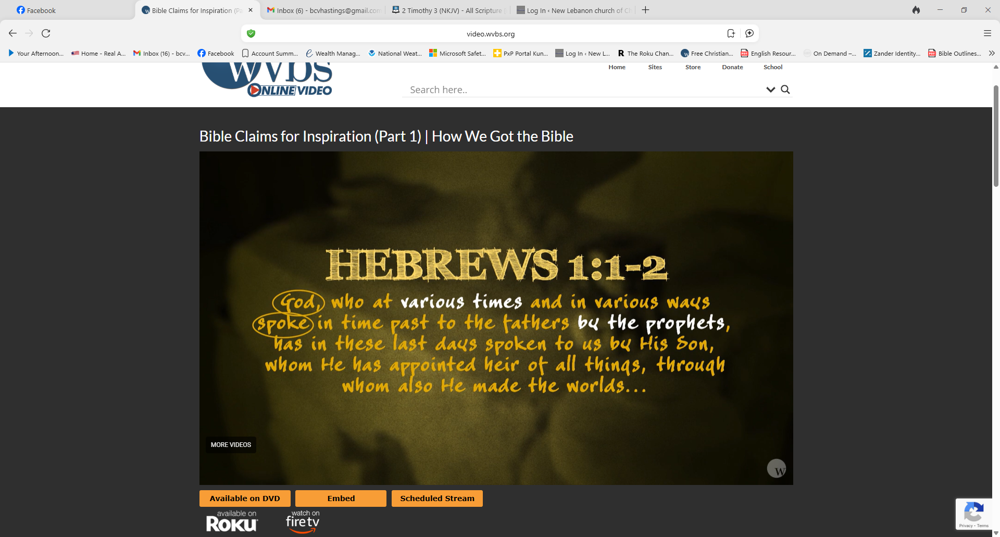 Facebook
Bible Claims for Inspiration (Pa
Inbox (6) - bcvhastings@gmail.com
2 Timothy 3 (NKJV) - All Scripture
Log In ‹ New Lebanon church of Ch
video.wvbs.org
Your Afternoon...
Home - Real A...
Inbox (16) - bcv...
Facebook
Account Summ...
Wealth Manag...
National Weat...
Microsoft Safet...
PxP Portal Kun...
Log In ‹ New L...
The Roku Chan...
Free Christian...
English Resour...
On Demand –...
Zander Identity...
Bible Outlines...
wvbs
ONLINE VIDEO
Home
Sites
Store
Donate
School
Search here..
Bible Claims for Inspiration (Part 1) | How We Got the Bible
HEBREWS 1:1-2
God, who at various times and in various ways
spoke in time past to the fathers by the prophets,
has in these last days spoken to us by His Son,
whom He has appointed heir of all things, through
whom also He made the worlds...
MORE VIDEOS
W
Available on DVD
Embed
Scheduled Stream
available on
ROKU
watch on
fire tv
Privacy - Terms